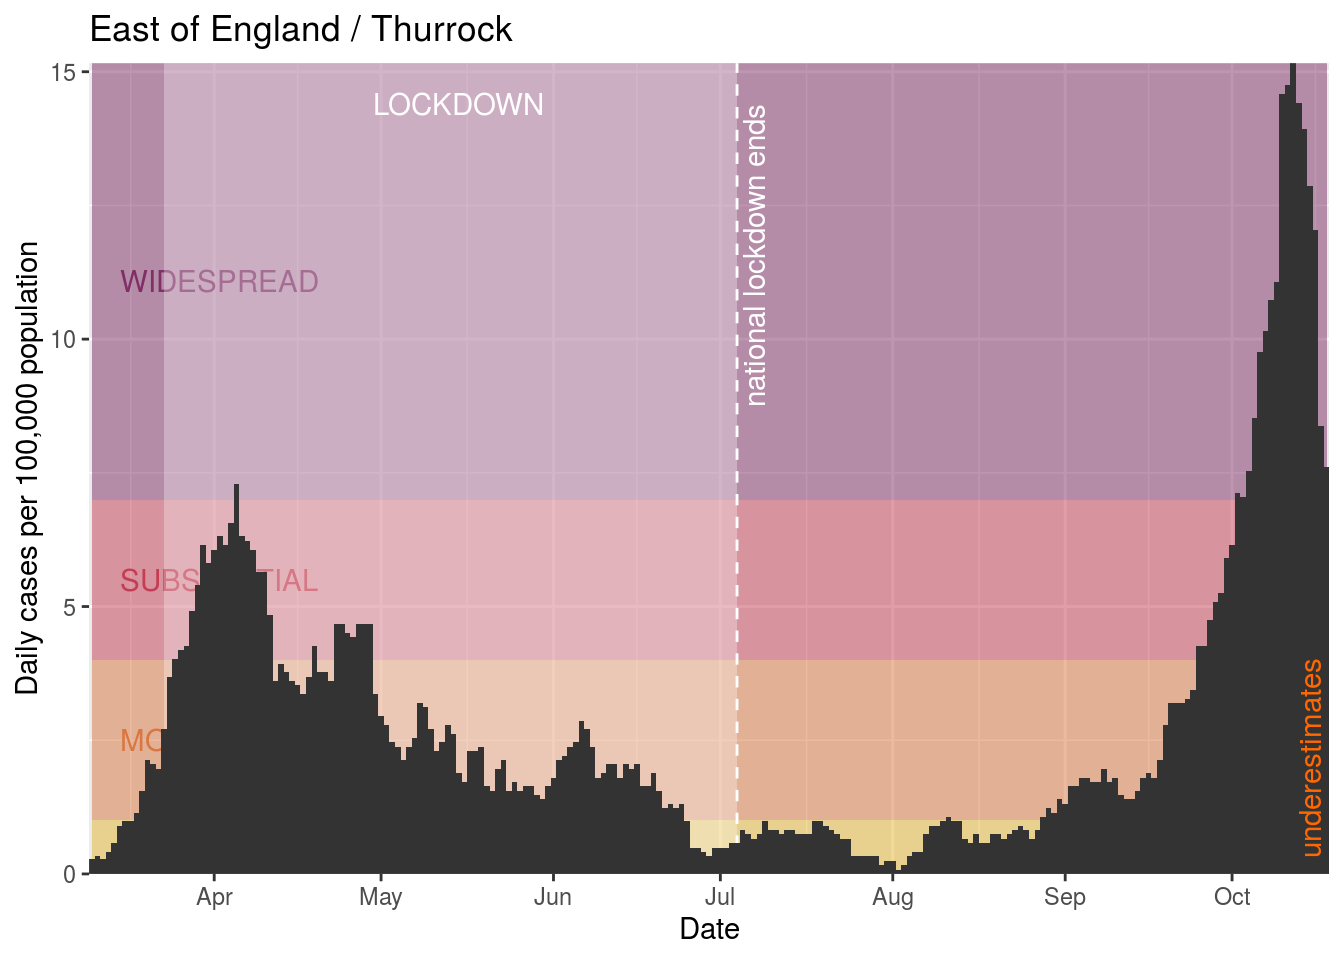 East of England / Thurrock
Daily cases per 100,000 population
15
10
5
0
LOCKDOWN
national lockdown ends
WIDESPREAD
SUBS TIAL
MO
underestimates
Apr
May
Jun
Jul
Aug
Sep
Oct
Date